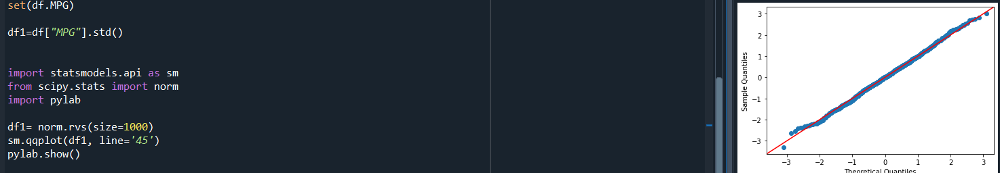 set(df.MPG)
df1=df["MPG"].std()
import statsmodels.api as sm
from scipy.stats import norm
import pylab
df1= norm.rvs(size=1000)
sm.qqplot(df1, line='45')
pylab.show()
3
2
1
0
−1
−2
−3
Sample Quantiles
−3 −2 −1 0 1 2 3
Theoretical Quantiles